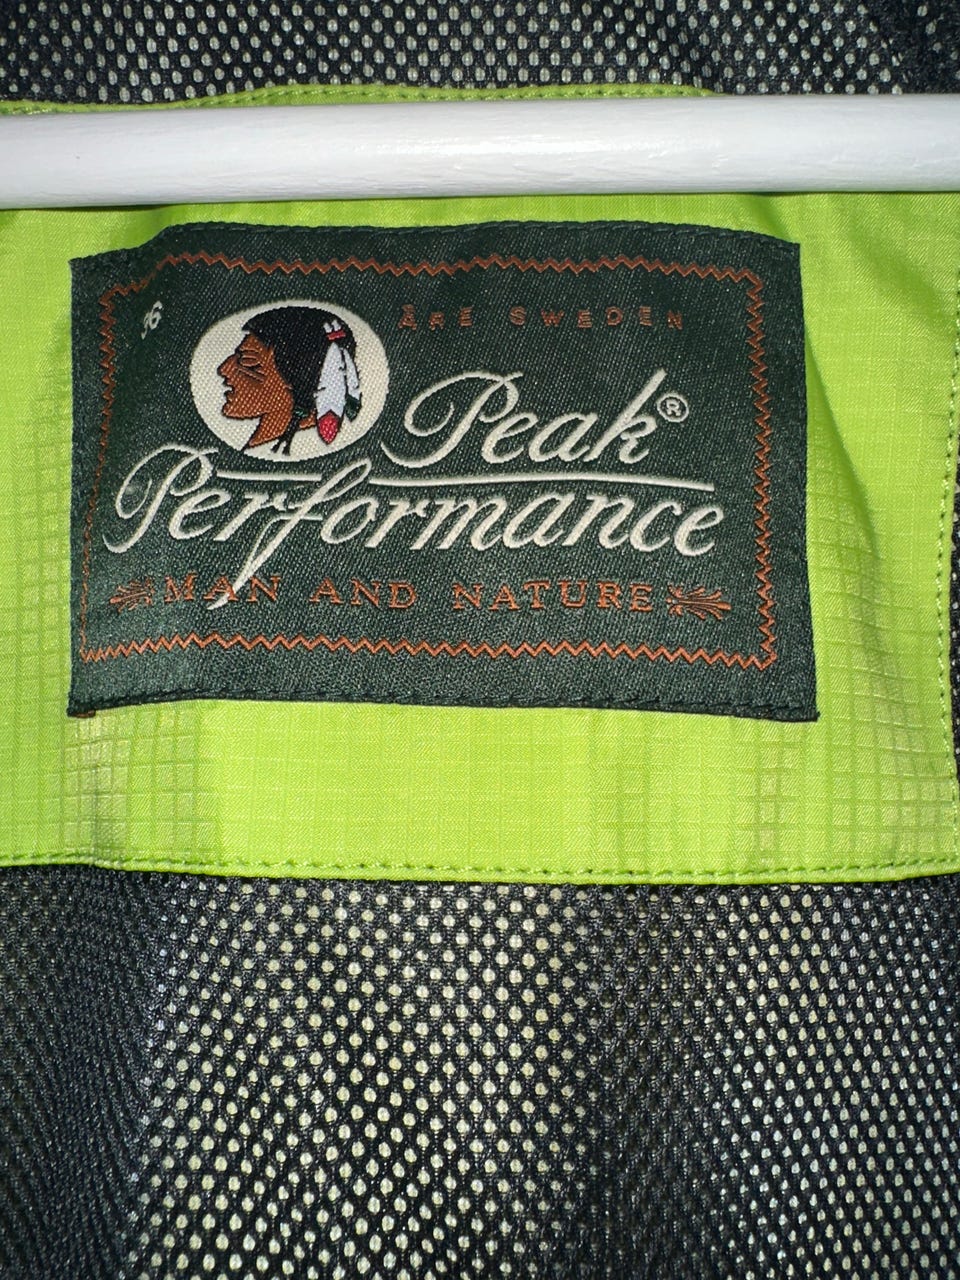 ÅRE SWEDEN
Peak®
Performance
MAN AND NATURE